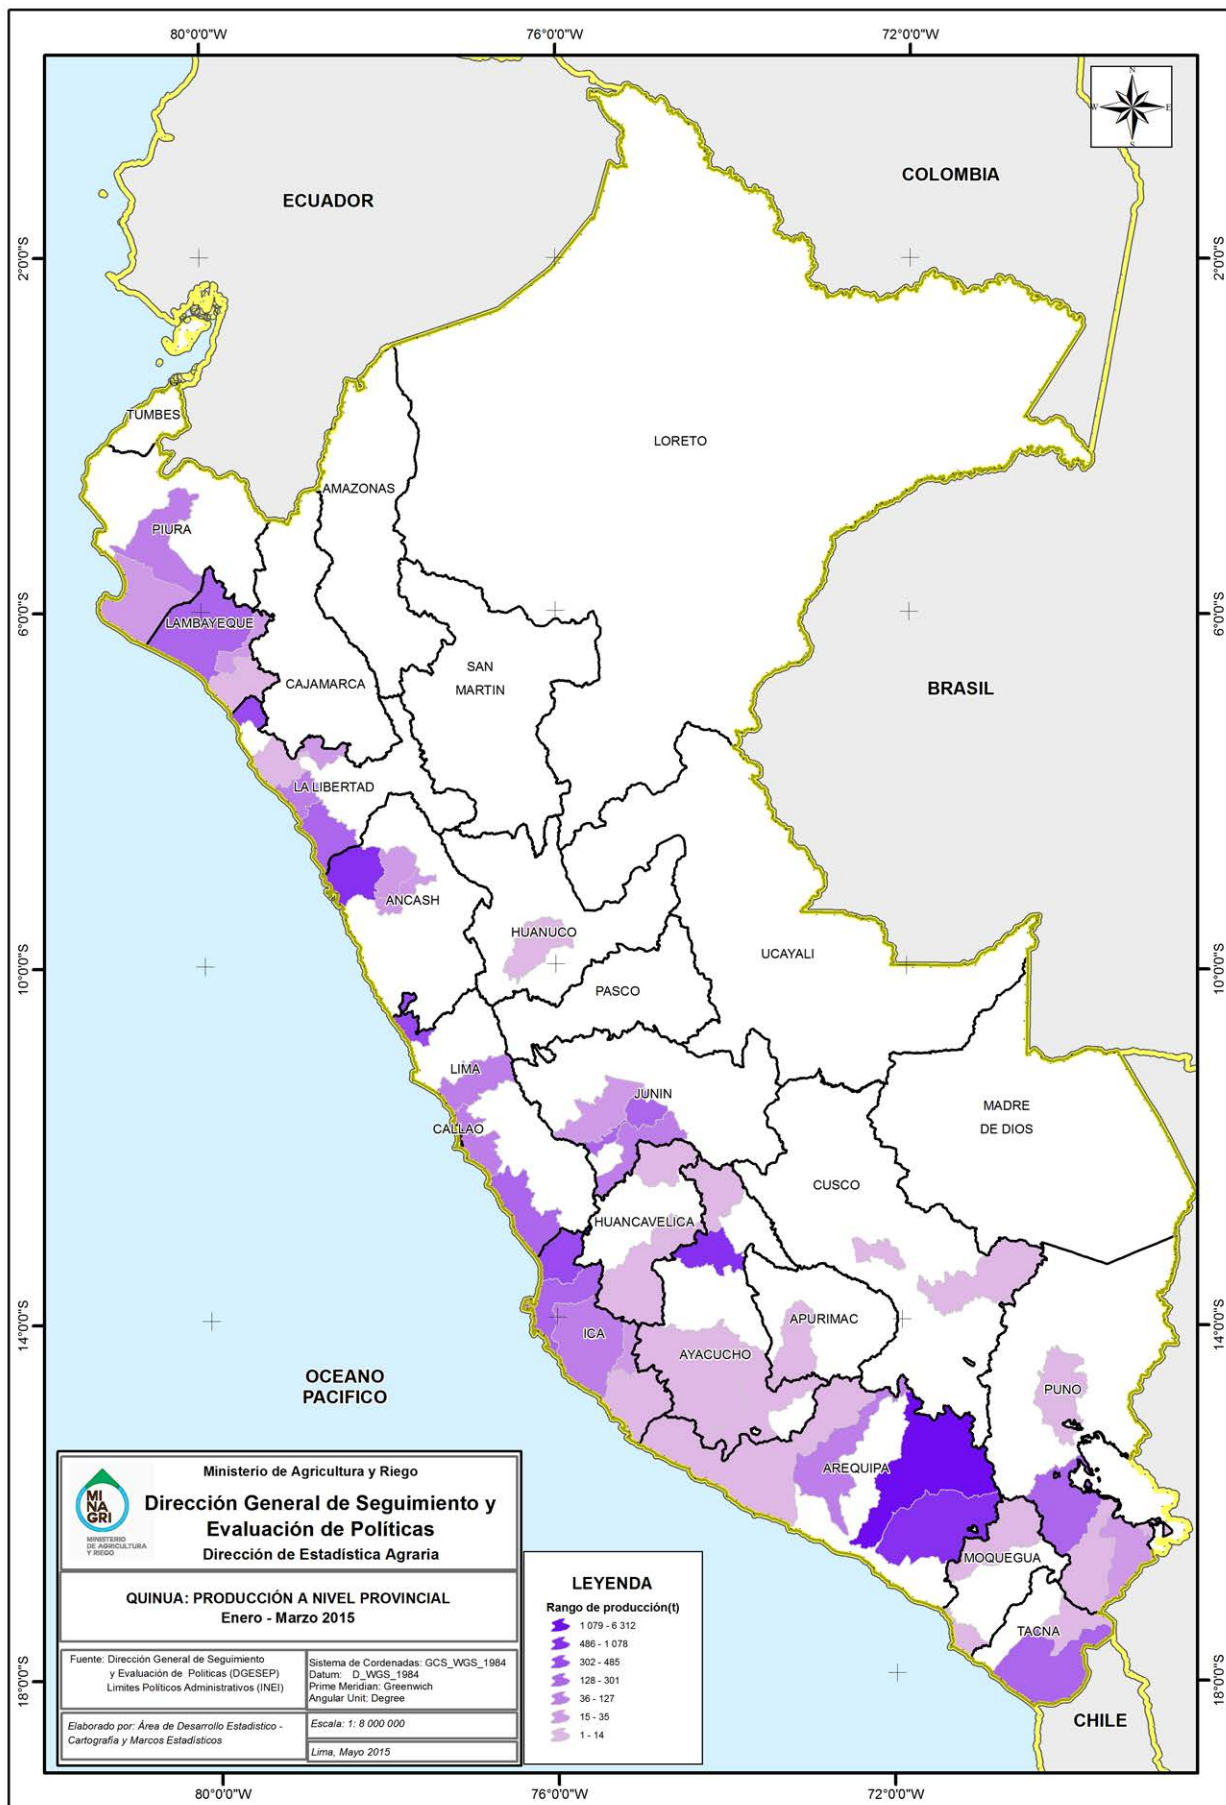 80°0'0"W
76°0'0"W
72°0'0"W
N
W
E
S
ECUADOR
COLOMBIA
2°0'0"S
2°0'0"S
TUMBES
LORETO
AMAZONAS
PIURA
6°0'0"S
6°0'0"S
LAMBAYEQUE
CAJAMARCA
SAN
MARTIN
BRASIL
LA LIBERTAD
ANCASH
HUANUCO
UCAYALI
10°0'0"S
10°0'0"S
PASCO
LIMA
JUNIN
CALLAO
MADRE
DE DIOS
CUSCO
HUANCAVELICA
14°0'0"S
14°0'0"S
ICA
APURIMAC
AYACUCHO
OCEANO
PACIFICO
PUNO
AREQUIPA
MOQUEGUA
TACNA
18°0'0"S
18°0'0"S
CHILE
MI
NA
GRI
MINISTERIO
DE AGRICULTURA
Y RIEGO
Ministerio de Agricultura y Riego
Dirección General de Seguimiento y
Evaluación de Políticas
Dirección de Estadística Agraria
QUINUA: PRODUCCIÓN A NIVEL PROVINCIAL
Enero - Marzo 2015
Fuente: Dirección General de Seguimiento
y Evaluación de Politicas (DGESEP)
Limites Políticos Administrativos (INEI)
Sistema de Cordenadas: GCS_WGS_1984
Datum: D_WGS_1984
Prime Meridian: Greenwich
Angular Unit: Degree
Elaborado por: Área de Desarrollo Estadistico -
Cartografía y Marcos Estadísticos
Escala: 1: 8 000 000
Lima, Mayo 2015
LEYENDA
Rango de producción(t)
1 079 - 6 312
486 - 1 078
302 - 485
128 - 301
36 - 127
15 - 35
1 - 14
80°0'0"W
76°0'0"W
72°0'0"W